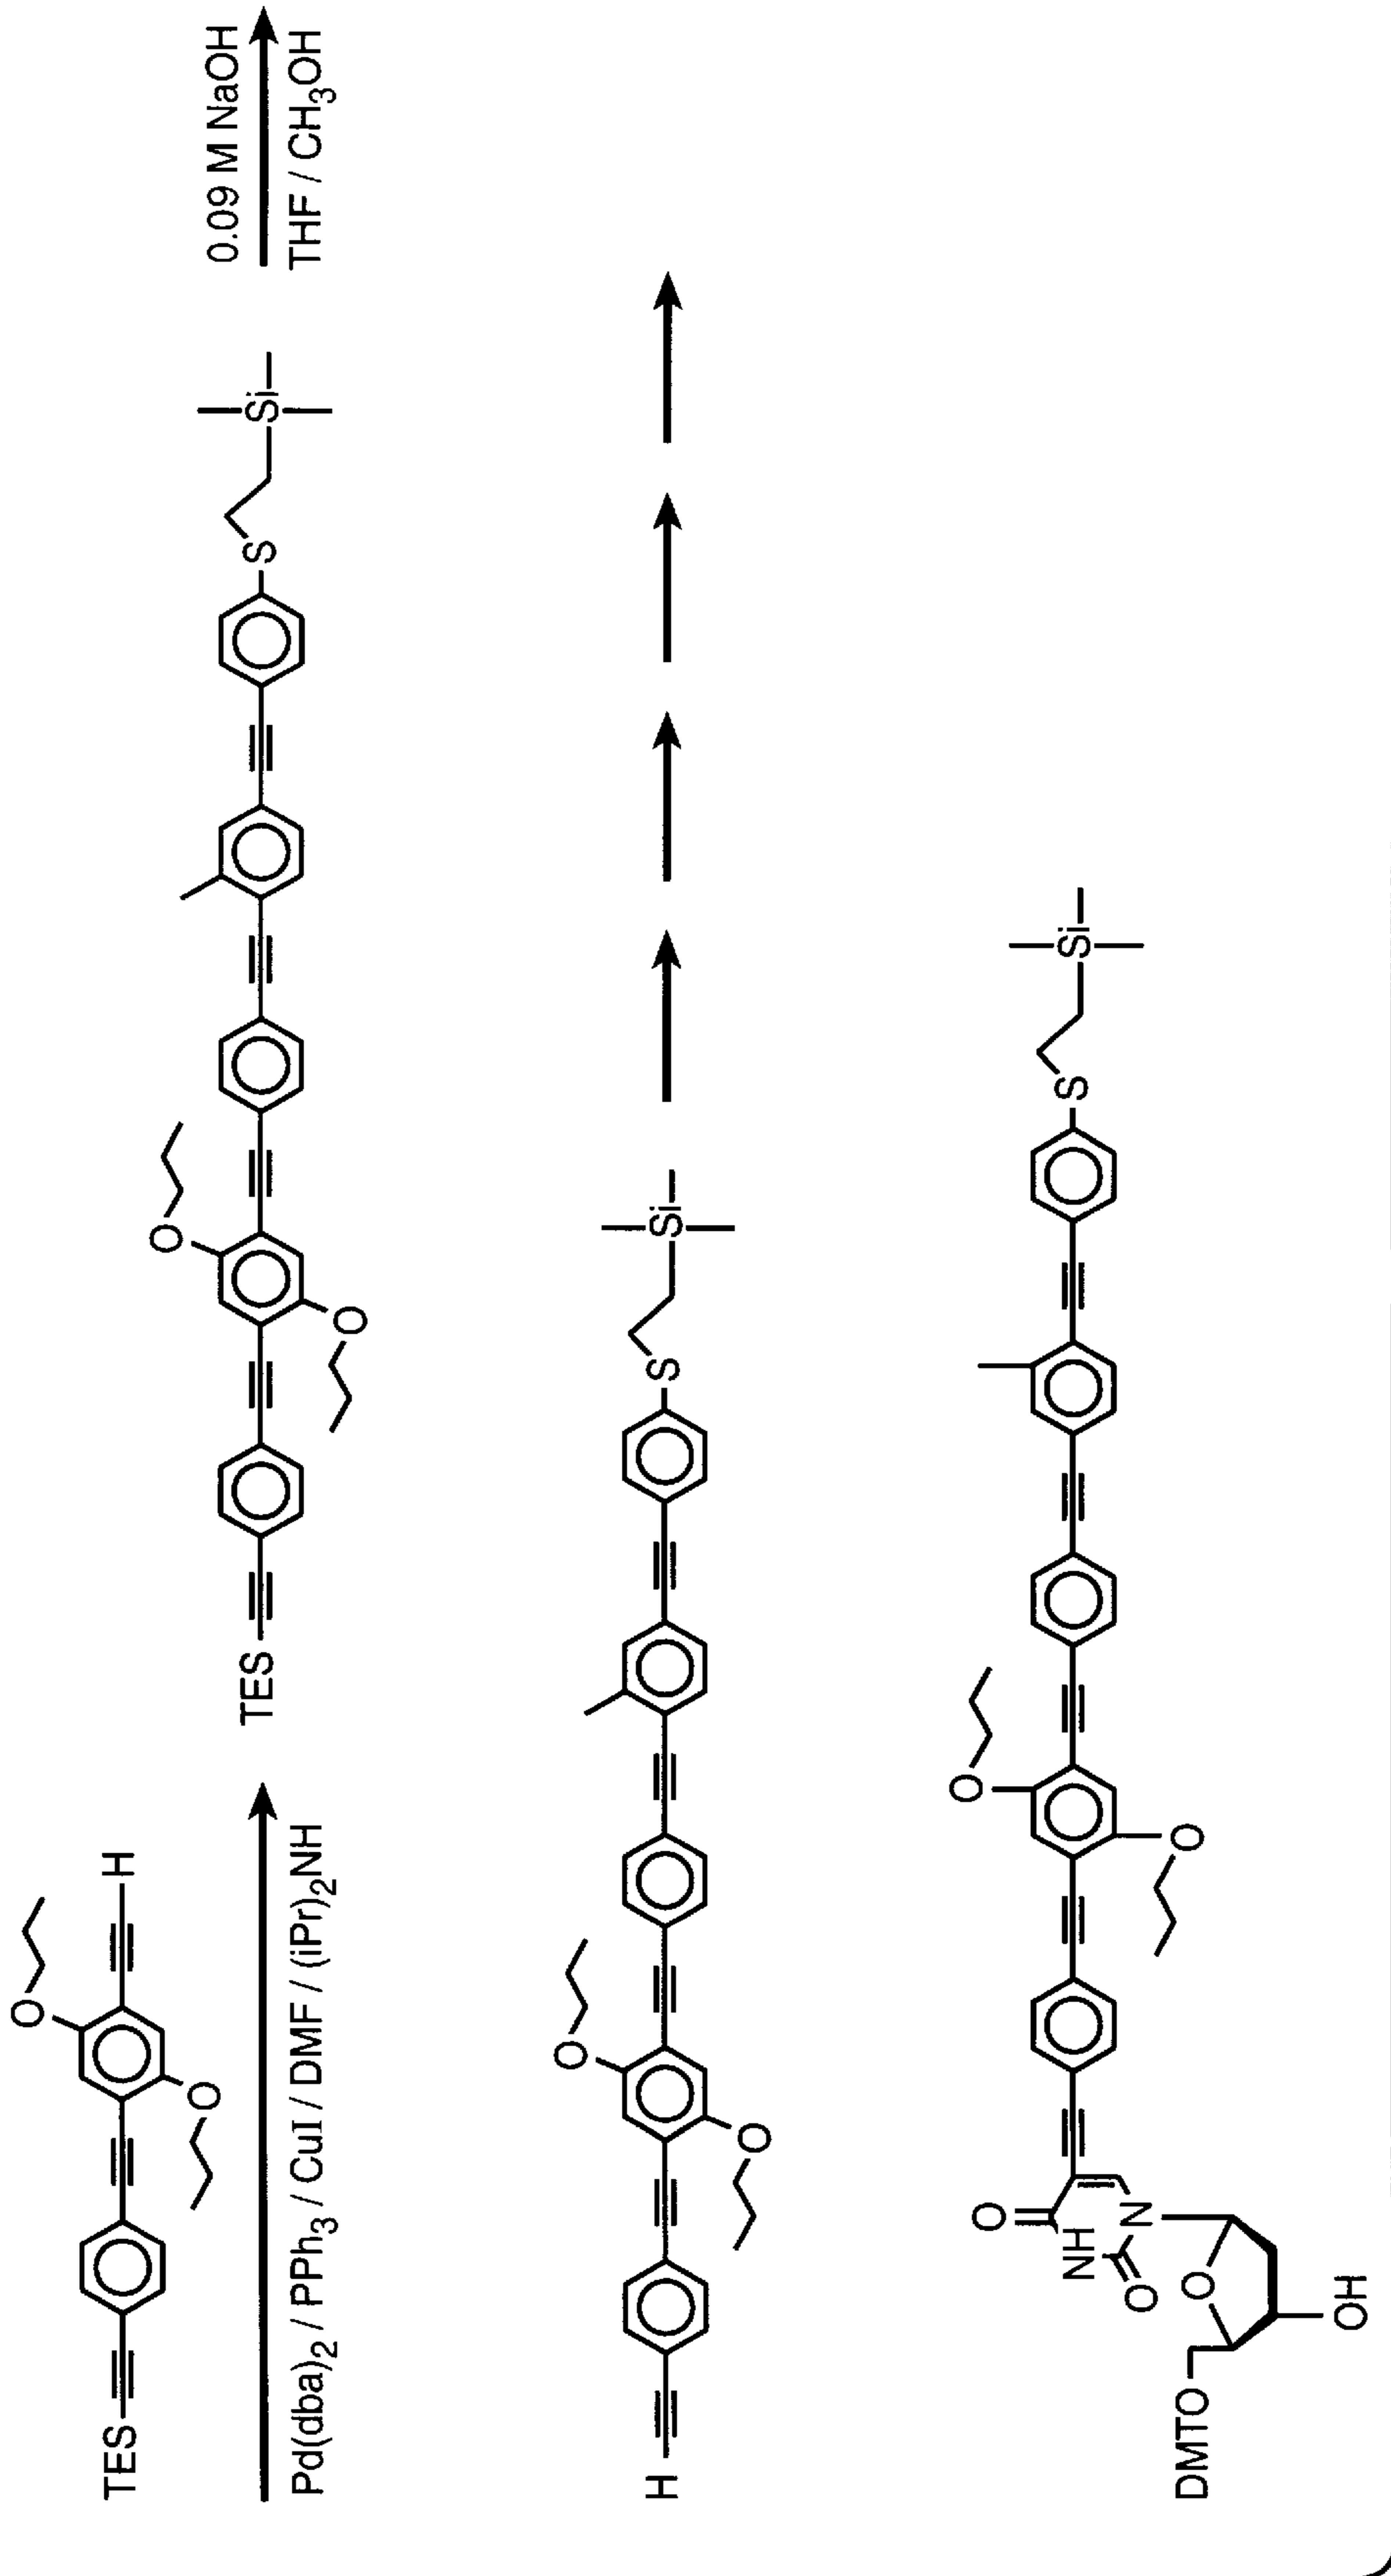 TES
O
O
H
Pd(dba)2 / PPh3 / CuI / DMF / (iPr)2NH
TES
O
O
S
Si
0.09 M NaOH
THF / CH3OH
H
O
O
S
Si
DMTO
O
OH
O
NH
O
N
O
O
S
Si